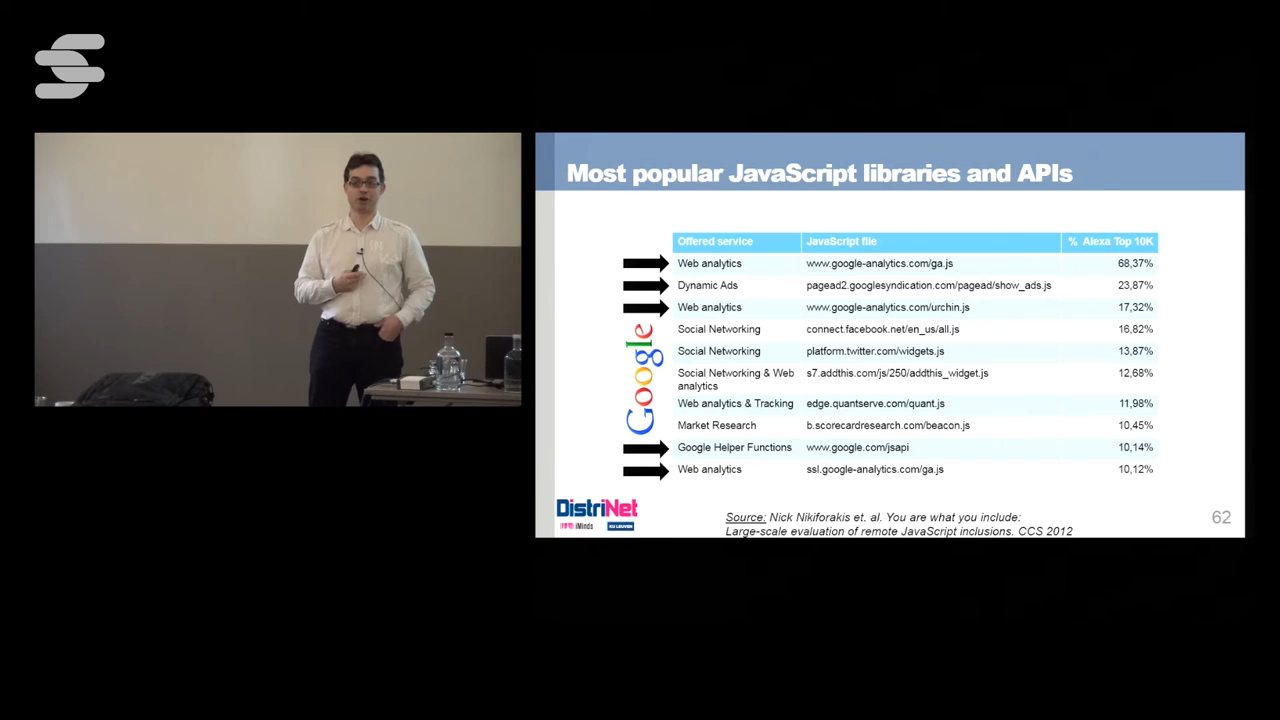 Most popular JavaScript libraries and APIs
Offered service JavaScript file % Alexa Top 10K
Web analytics www.google-analytics.com/ga.js 68,37%
Dynamic Ads pagead2.googlesyndication.com/pagead/show_ads.js 23,87%
Web analytics www.google-analytics.com/urchin.js 17,32%
Social Networking connect.facebook.net/en_us/all.js 16,82%
Social Networking platform.twitter.com/widgets.js 13,87%
Social Networking & Web s7.addthis.com/js/250/addthis_widget.js 12,68%
analytics
Web analytics & Tracking edge.quantserve.com/quant.js 11,98%
Market Research b.scorecardresearch.com/beacon.js 10,45%
Google Helper Functions www.google.com/jsapi 10,14%
Web analytics ssl.google-analytics.com/ga.js 10,12%
Google
DistriNet
iMinds KU LEUVEN
Source: Nick Nikiforakis et. al. You are what you include:
Large-scale evaluation of remote JavaScript inclusions. CCS 2012
62